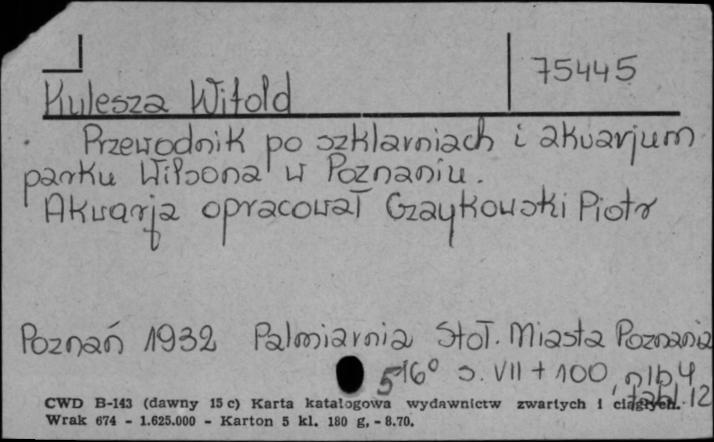 75445
Kulesza Witold
Przewodnik po szklarniach i akwarjum
parku Wilsona w Poznaniu.
Akwarja opracował Czaykowski Piotr
Poznań 1932 Palmiarnia Stoł. Miasta Poznania
16° s. VII + 100, nlb 4
tabl. 12
CWD B-143 (dawny 15 c) Karta katalogowa wydawnictw zwartych i ciągłych.
Wrak 674 - 1.625.000 - Karton 5 kl. 180 g. - 8.70.